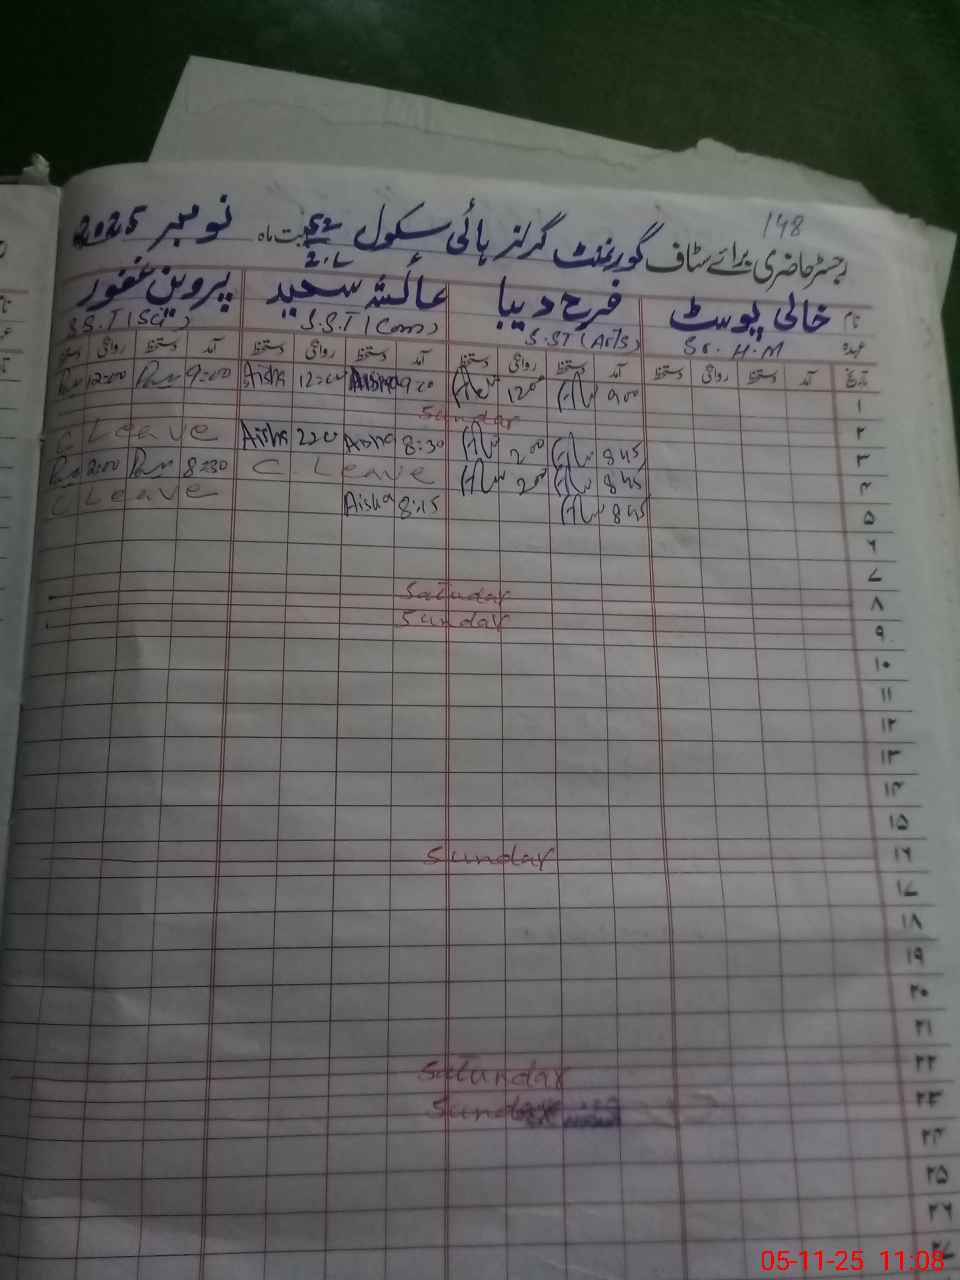 148
رجسٹر حاضری برائے سٹاف گورنمنٹ گرلز ہائی سکول 52 2.L بابت ماہ نومبر 2025
نام خالی پوسٹ فرح دیبا عائشہ سعید پروین غفور
عہدہ Sr. H. M S.ST (Arts) S.S.T (Com) S.S.T (Sci)
تاریخ آمد دستخط روانگی دستخط آمد دستخط روانگی دستخط آمد دستخط روانگی دستخط آمد دستخط روانگی دستخط
۱ 9 00 12 00 9 00 Aisha 12:00 Aisha 9:00 12:00
۲ Sunday
۳ 8 45 2 00 8:30 Aisha 2:00 Aisha C. Leave
۴ 8 45 2 00 C. Leave 8:30 2:00
۵ 8 45 8:15 Aisha C Leave
۶
۷
۸ Saturday
۹ Sunday
۱۰
۱۱
۱۲
۱۳
۱۴
۱۵
۱۶ Sunday
۱۷
۱۸
۱۹
۲۰
۲۱
۲۲ Saturday
۲۳ Sunday
۲۴
۲۵
۲۶
۲۷
05-11-25 11:08